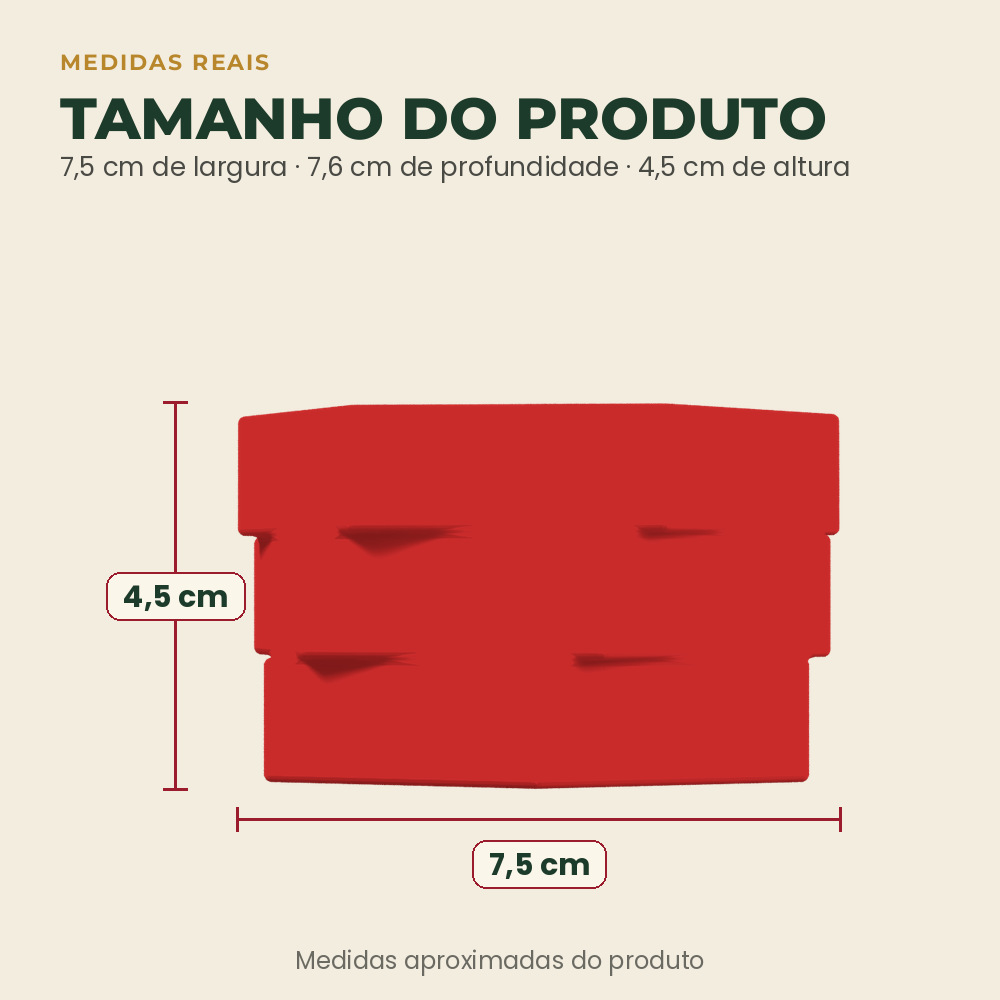 MEDIDAS REAIS
TAMANHO DO PRODUTO
7,5 cm de largura · 7,6 cm de profundidade · 4,5 cm de altura
4,5 cm
7,5 cm
Medidas aproximadas do produto